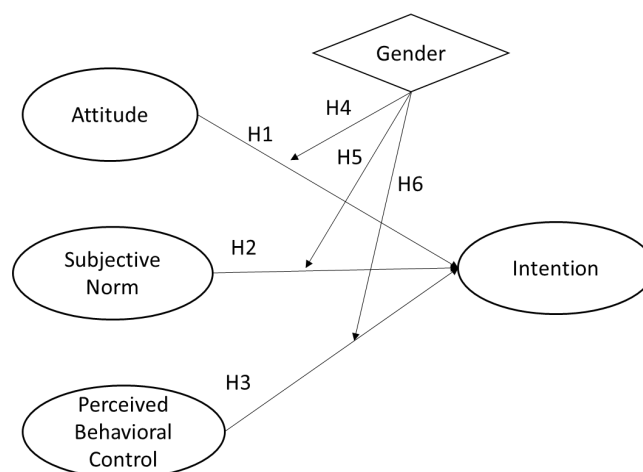 Gender
Attitude
H4
H1
H5
H6
H2
Subjective
Norm
Intention
H3
Perceived
Behavioral
Control